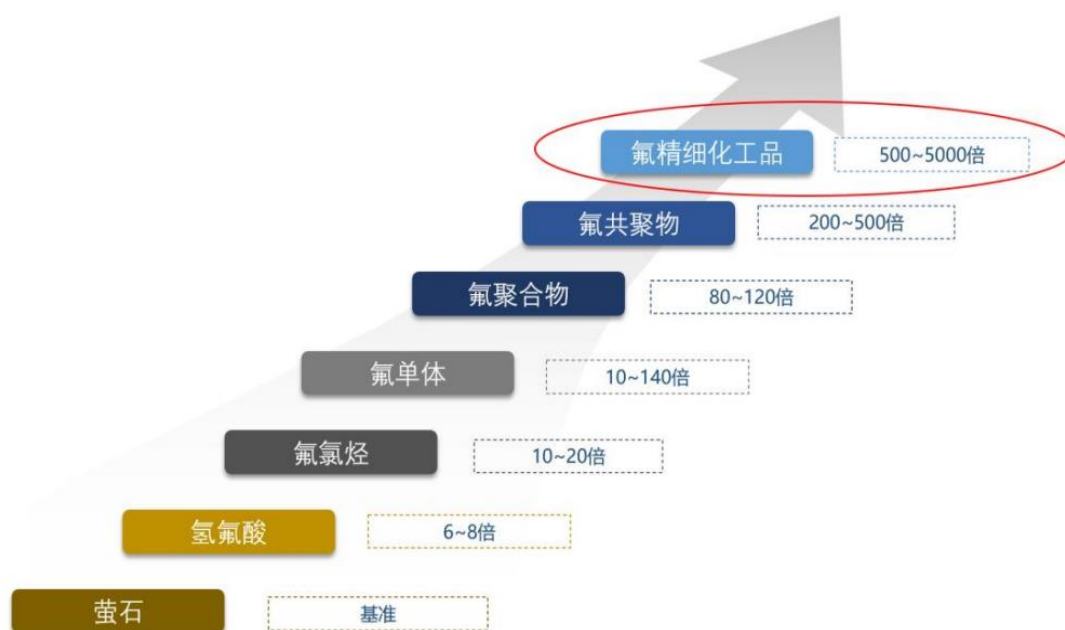 氟精细化工品 500~5000倍
氟共聚物 200~500倍
氟聚合物 80~120倍
氟单体 10~140倍
氟氯烃 10~20倍
氢氟酸 6~8倍
萤石 基准